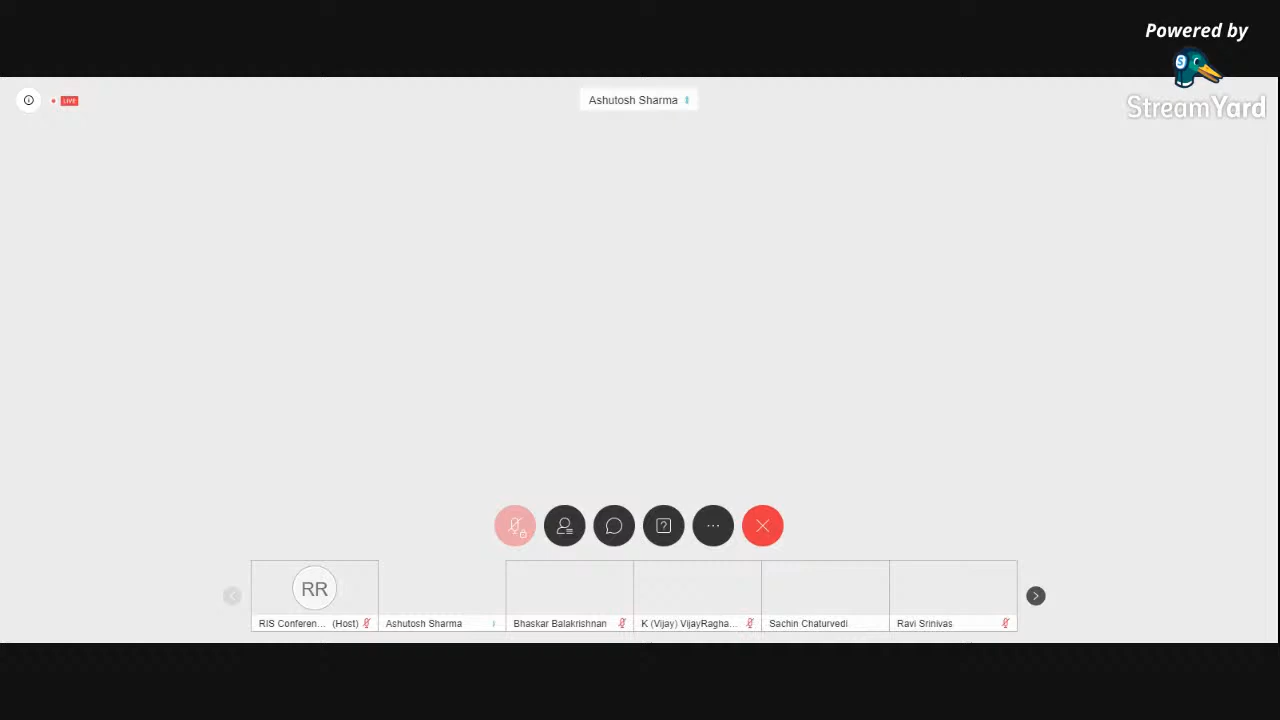 Powered by
S
StreamYard
LIVE
Ashutosh Sharma
RR
RIS Conferen... (Host)
Ashutosh Sharma
Bhaskar Balakrishnan
K (Vijay) VijayRagha...
Sachin Chaturvedi
Ravi Srinivas